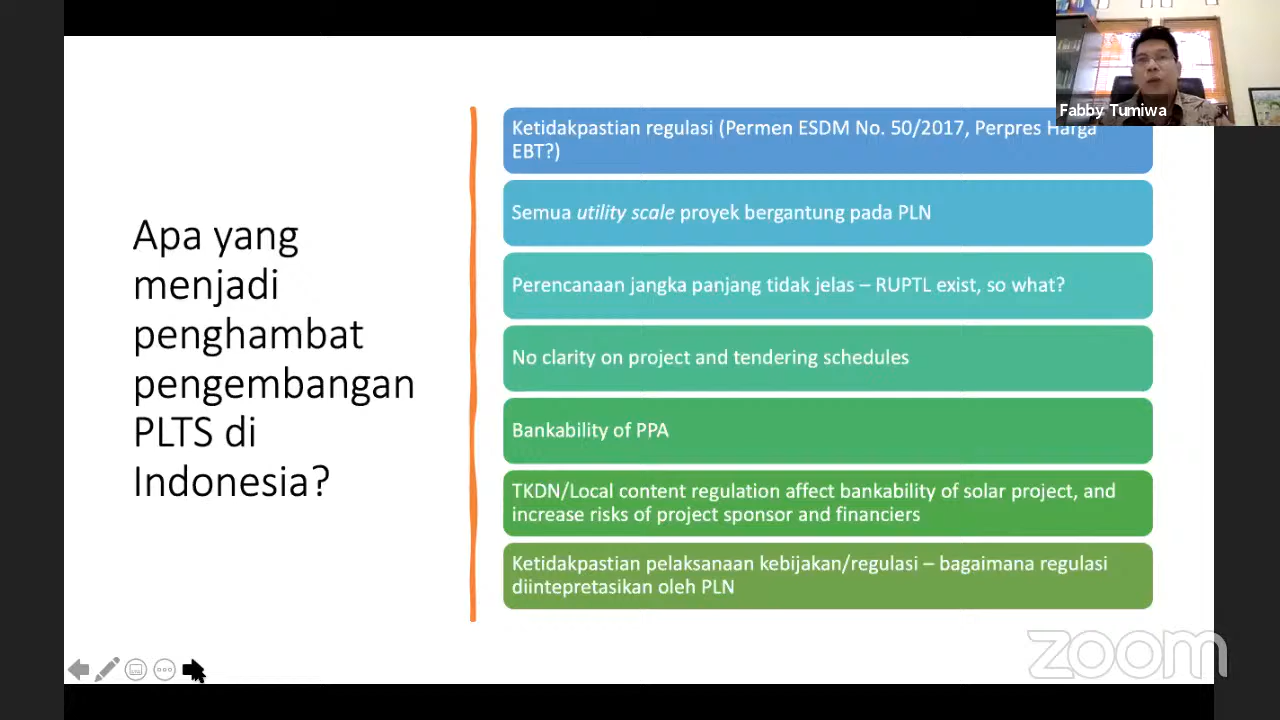 Fabby Tumiwa
Apa yang
menjadi
penghambat
pengembangan
PLTS di
Indonesia?
Ketidakpastian regulasi (Permen ESDM No. 50/2017, Perpres Harga
EBT?)
Semua utility scale proyek bergantung pada PLN
Perencanaan jangka panjang tidak jelas – RUPTL exist, so what?
No clarity on project and tendering schedules
Bankability of PPA
TKDN/Local content regulation affect bankability of solar project, and
increase risks of project sponsor and financiers
Ketidakpastian pelaksanaan kebijakan/regulasi – bagaimana regulasi
diintepretasikan oleh PLN
zoom